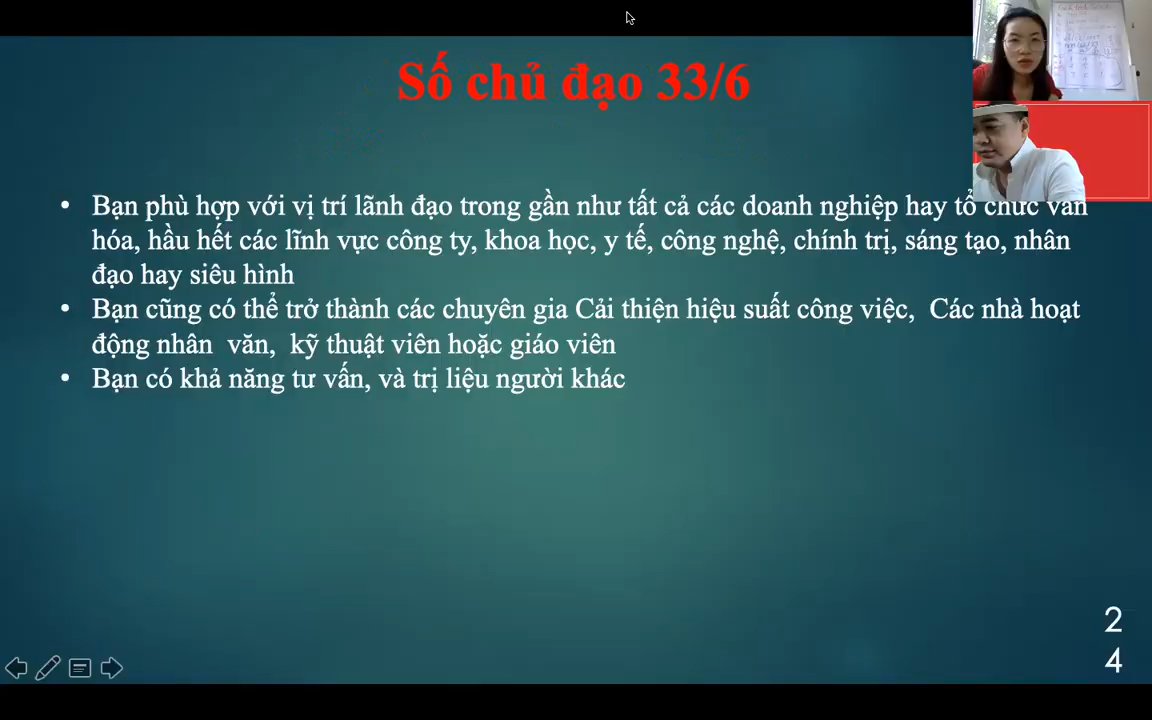 Số chủ đạo 33/6
• Bạn phù hợp với vị trí lãnh đạo trong gần như tất cả các doanh nghiệp hay tổ chức văn
hóa, hầu hết các lĩnh vực công ty, khoa học, y tế, công nghệ, chính trị, sáng tạo, nhân
đạo hay siêu hình
• Bạn cũng có thể trở thành các chuyên gia Cải thiện hiệu suất công việc, Các nhà hoạt
động nhân văn, kỹ thuật viên hoặc giáo viên
• Bạn có khả năng tư vấn, và trị liệu người khác
2
4